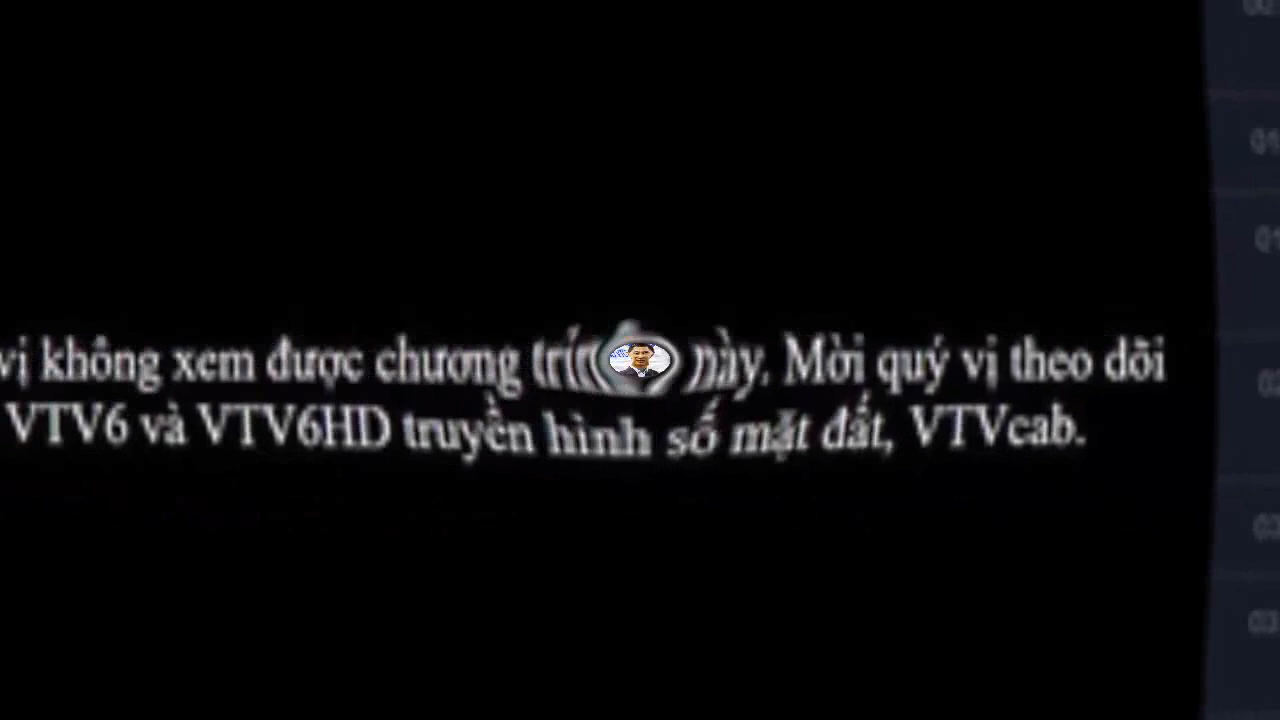 vị không xem được chương này. Mời quý vị theo dõi
VTV6 và VTV6HD truyền hình số mặt đất, VTVcab.
01